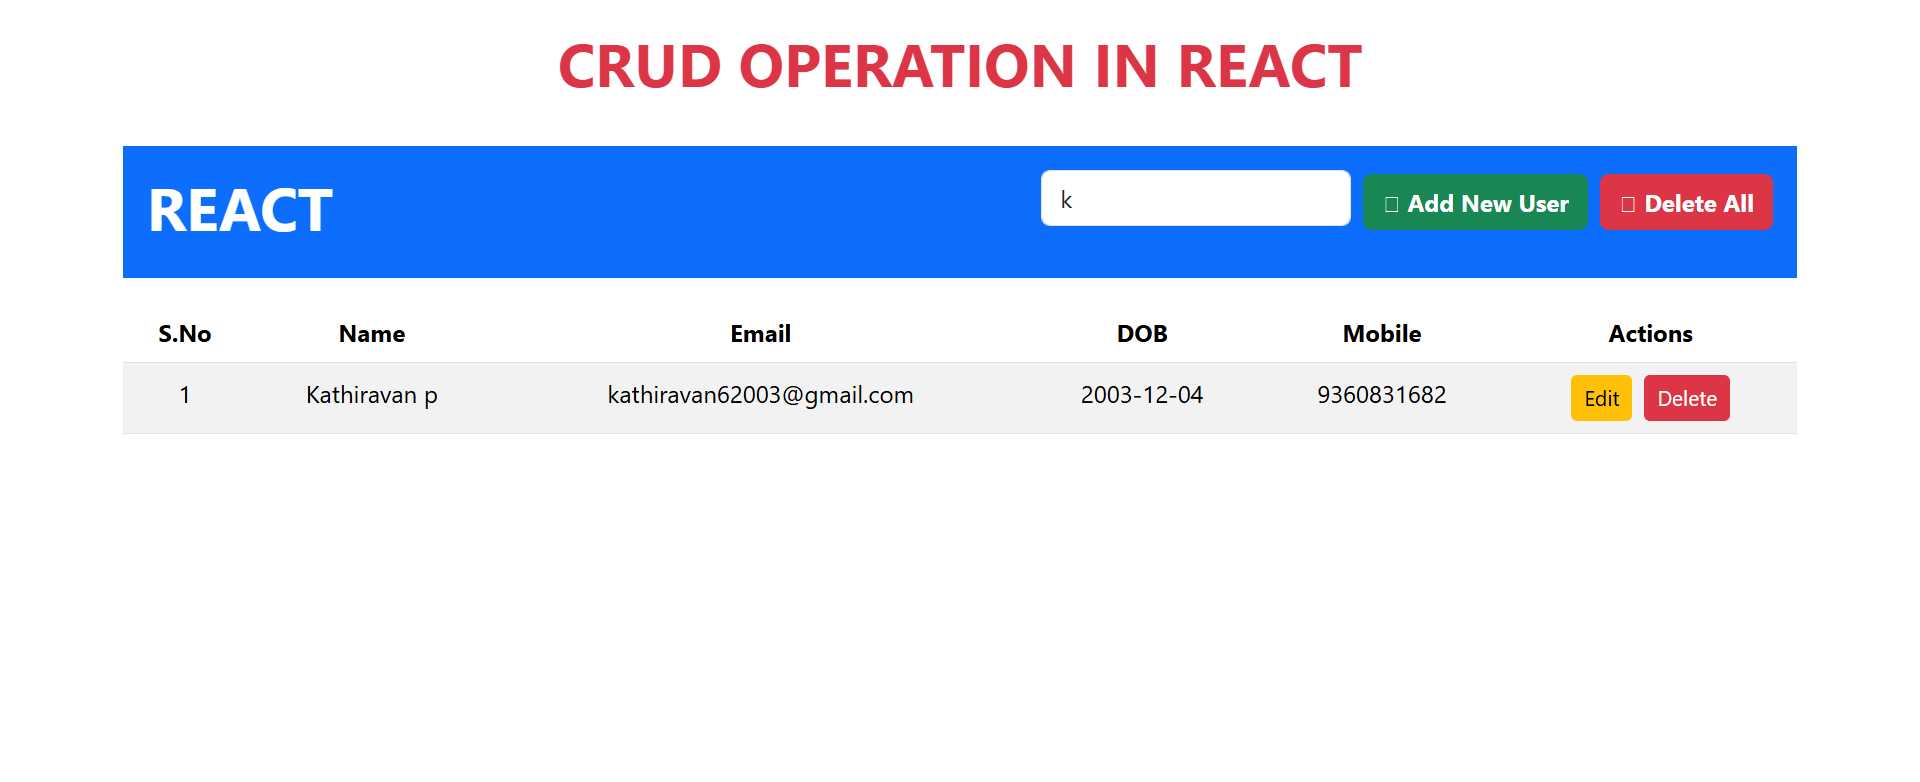 CRUD OPERATION IN REACT
REACT
k
Add New User
Delete All
S.No Name Email DOB Mobile Actions
1 Kathiravan p kathiravan62003@gmail.com 2003-12-04 9360831682 Edit Delete